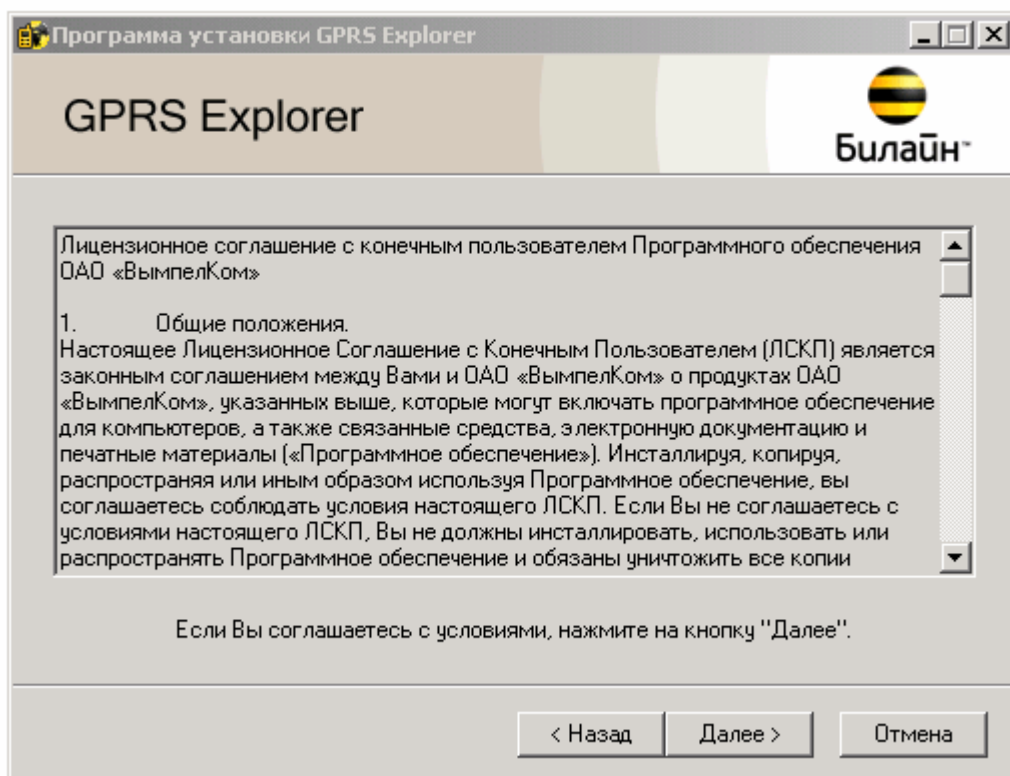 Программа установки GPRS Explorer
GPRS Explorer
Билайн™
Лицензионное соглашение с конечным пользователем Программного обеспечения
ОАО «ВымпелКом»
1. Общие положения.
Настоящее Лицензионное Соглашение с Конечным Пользователем (ЛСКП) является
законным соглашением между Вами и ОАО «ВымпелКом» о продуктах ОАО
«ВымпелКом», указанных выше, которые могут включать программное обеспечение
для компьютеров, а также связанные средства, электронную документацию и
печатные материалы («Программное обеспечение»). Инсталлируя, копируя,
распространяя или иным образом используя Программное обеспечение, вы
соглашаетесь соблюдать условия настоящего ЛСКП. Если Вы не соглашаетесь с
условиями настоящего ЛСКП, Вы не должны инсталлировать, использовать или
распространять Программное обеспечение и обязаны уничтожить все копии
Если Вы соглашаетесь с условиями, нажмите на кнопку "Далее".
< Назад
Далее >
Отмена